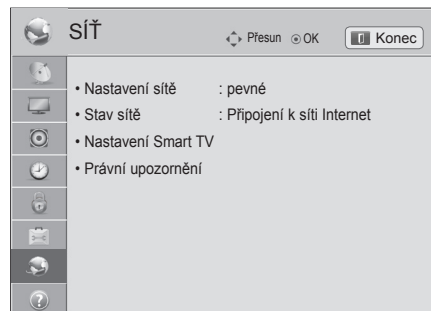 SÍŤ Přesun OK Konec
• Nastavení sítě : pevné
• Stav sítě : Připojení k síti Internet
• Nastavení Smart TV
• Právní upozornění